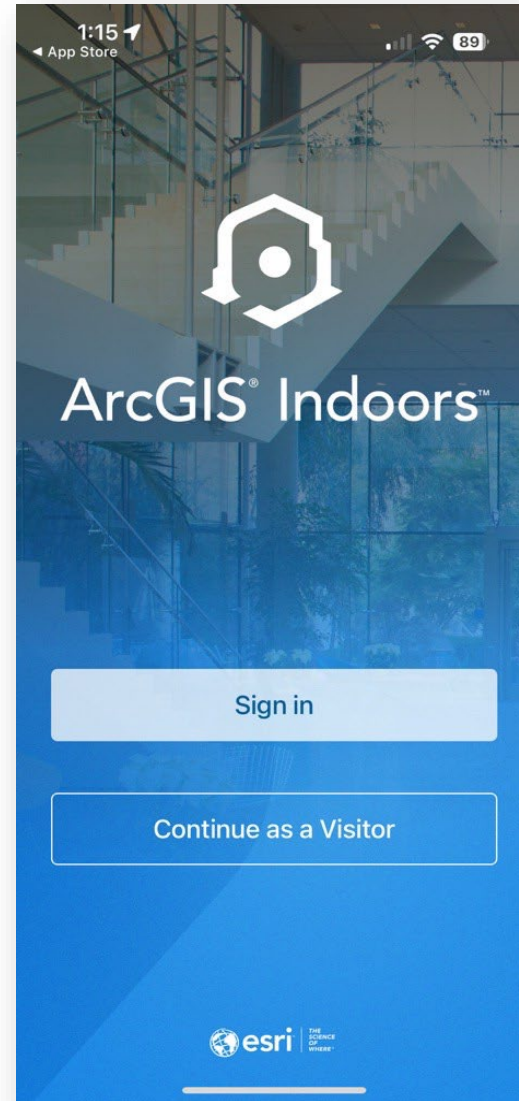 1:15
◀ App Store
89
ArcGIS® Indoors™
Sign in
Continue as a Visitor
esri
THE
SCIENCE
OF
WHERE®